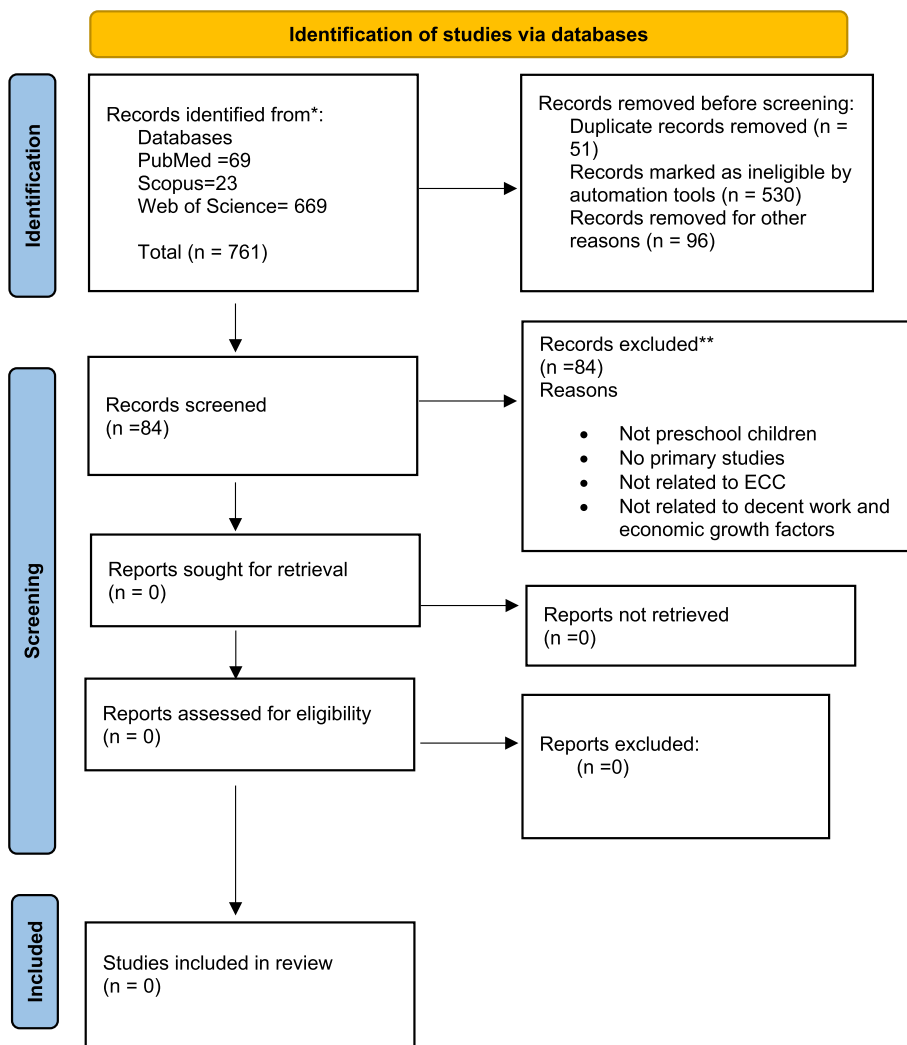 Identification of studies via databases
Identification
Records identified from*:
Databases
PubMed =69
Scopus=23
Web of Science= 669
Total (n = 761)
Records removed before screening:
Duplicate records removed (n =
51)
Records marked as ineligible by
automation tools (n = 530)
Records removed for other
reasons (n = 96)
Screening
Records screened
(n =84)
Records excluded**
(n =84)
Reasons
• Not preschool children
• No primary studies
• Not related to ECC
• Not related to decent work and
economic growth factors
Reports sought for retrieval
(n = 0)
Reports not retrieved
(n =0)
Reports assessed for eligibility
(n = 0)
Reports excluded:
(n =0)
Included
Studies included in review
(n = 0)